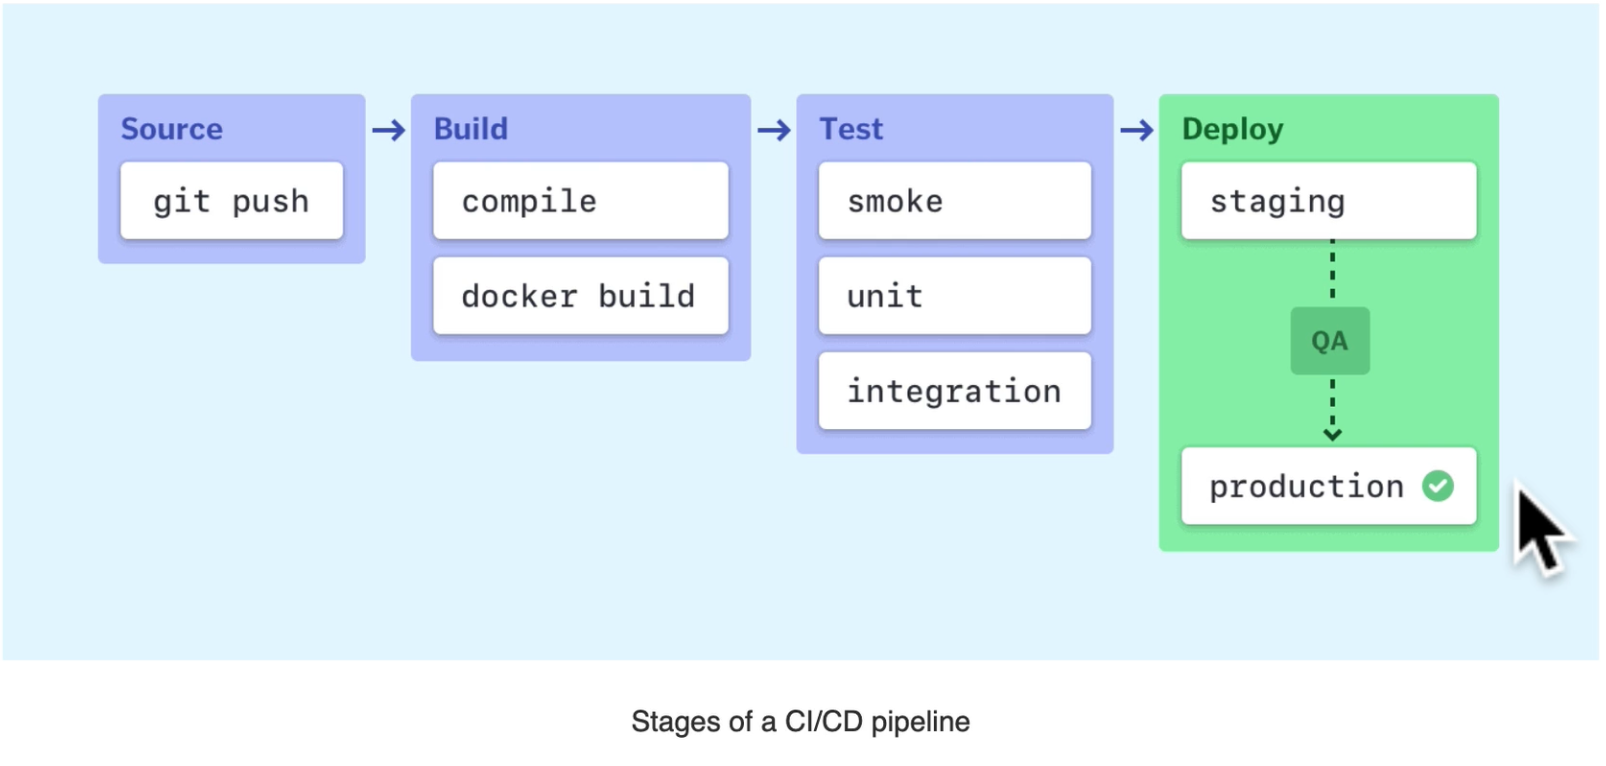 Source
git push
Build
compile
docker build
Test
smoke
unit
integration
Deploy
staging
QA
production
Stages of a CI/CD pipeline